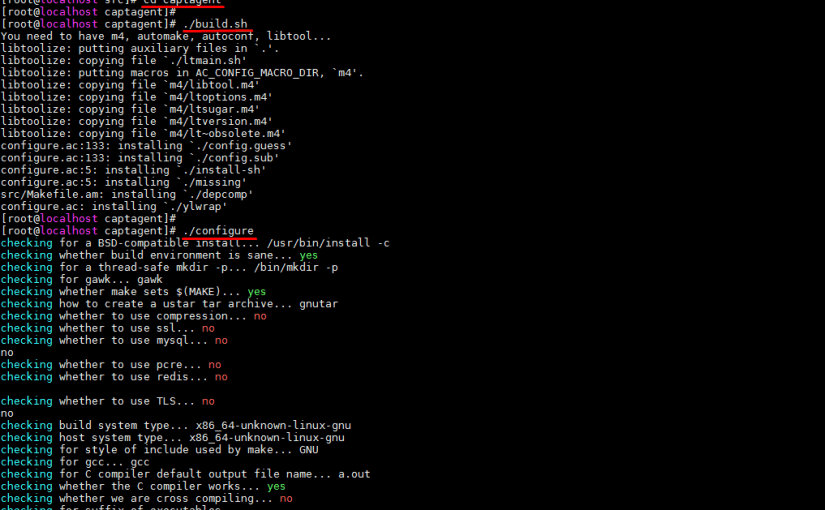 [root@localhost src]# cd captagent
[root@localhost captagent]#
[root@localhost captagent]# ./build.sh
You need to have m4, automake, autoconf, libtool...
libtoolize: putting auxiliary files in `.'.
libtoolize: copying file `./ltmain.sh'
libtoolize: putting macros in AC_CONFIG_MACRO_DIR, `m4'.
libtoolize: copying file `m4/libtool.m4'
libtoolize: copying file `m4/ltoptions.m4'
libtoolize: copying file `m4/ltsugar.m4'
libtoolize: copying file `m4/ltversion.m4'
libtoolize: copying file `m4/lt~obsolete.m4'
configure.ac:133: installing `./config.guess'
configure.ac:133: installing `./config.sub'
configure.ac:5: installing `./install-sh'
configure.ac:5: installing `./missing'
src/Makefile.am: installing `./depcomp'
configure.ac: installing `./ylwrap'
[root@localhost captagent]#
[root@localhost captagent]# ./configure
checking for a BSD-compatible install... /usr/bin/install -c
checking whether build environment is sane... yes
checking for a thread-safe mkdir -p... /bin/mkdir -p
checking for gawk... gawk
checking whether make sets $(MAKE)... yes
checking how to create a ustar tar archive... gnutar
checking whether to use compression... no
checking whether to use ssl... no
checking whether to use mysql... no
no
checking whether to use pcre... no
checking whether to use redis... no
checking whether to use TLS... no
no
checking build system type... x86_64-unknown-linux-gnu
checking host system type... x86_64-unknown-linux-gnu
checking for style of include used by make... GNU
checking for gcc... gcc
checking for C compiler default output file name... a.out
checking whether the C compiler works... yes
checking whether we are cross compiling... no
checking for suffix of executables